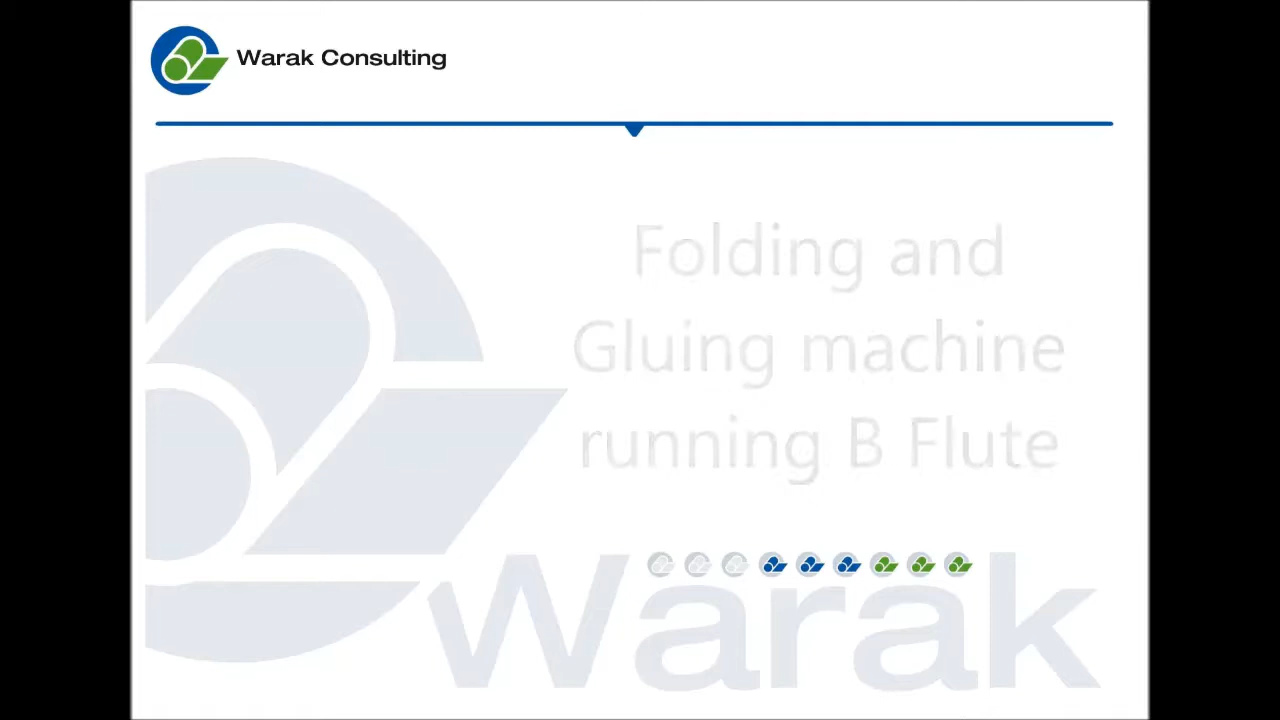 Warak Consulting
Folding and
Gluing machine
running B Flute
Warak